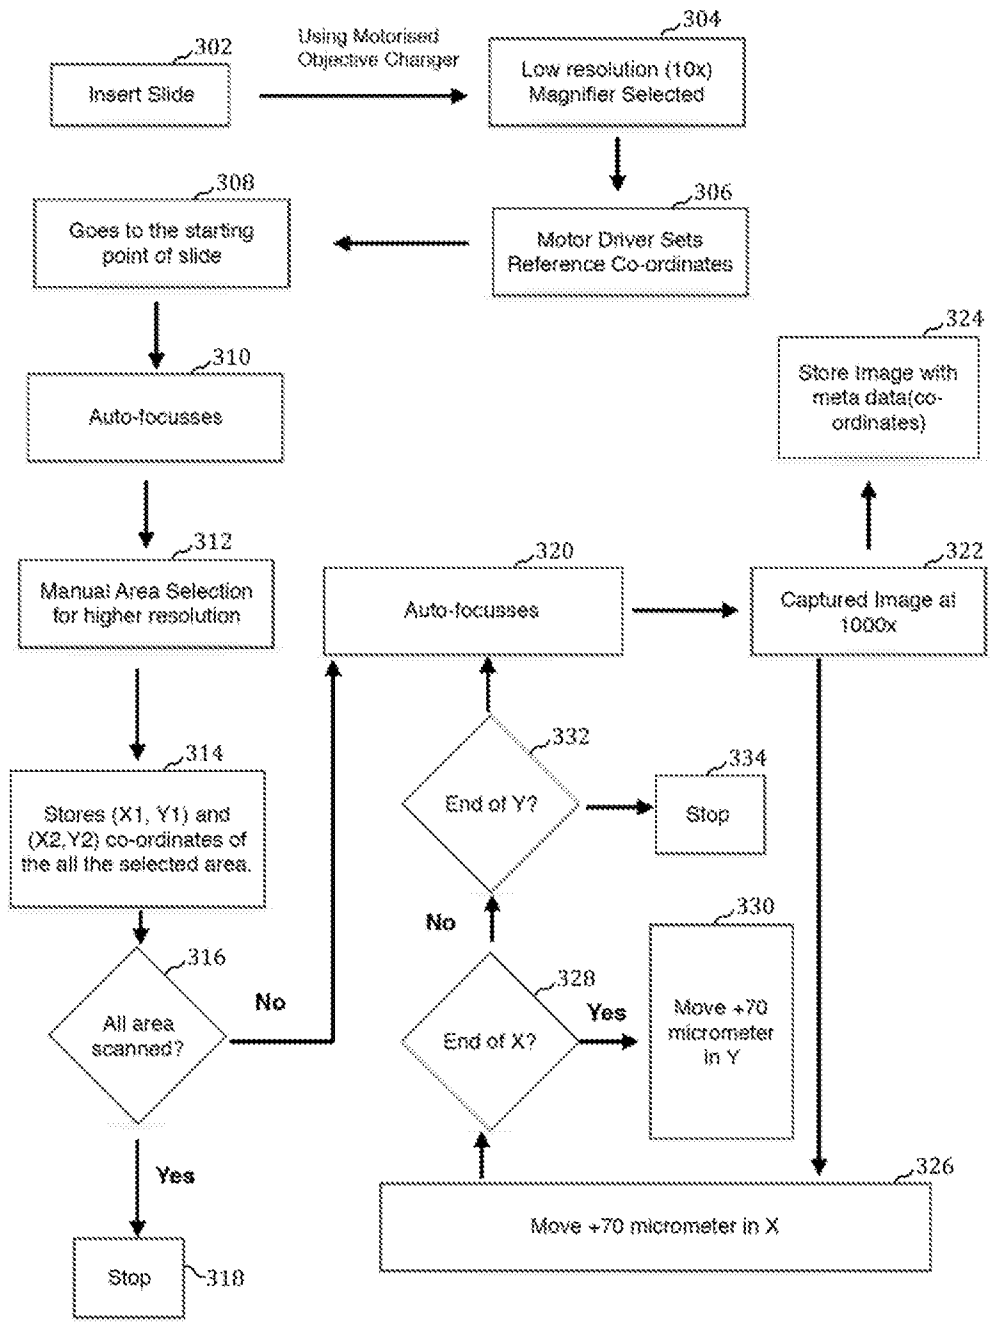 302
Insert Slide
Using Motorised
Objective Changer
304
Low resolution (10x)
Magnifier Selected
306
Motor Driver Sets
Reference Co-ordinates
308
Goes to the starting
point of slide
310
Auto-focusses
312
Manual Area Selection
for higher resolution
314
Stores (X1, Y1) and
(X2,Y2) co-ordinates of
the all the selected area.
316
All area
scanned?
No
Yes
Stop
318
320
Auto-focusses
322
Captured Image at
1000x
324
Store Image with
meta data(co-
ordinates)
326
Move +70 micrometer in X
328
End of X?
Yes
No
330
Move +70
micrometer
in Y
332
End of Y?
334
Stop